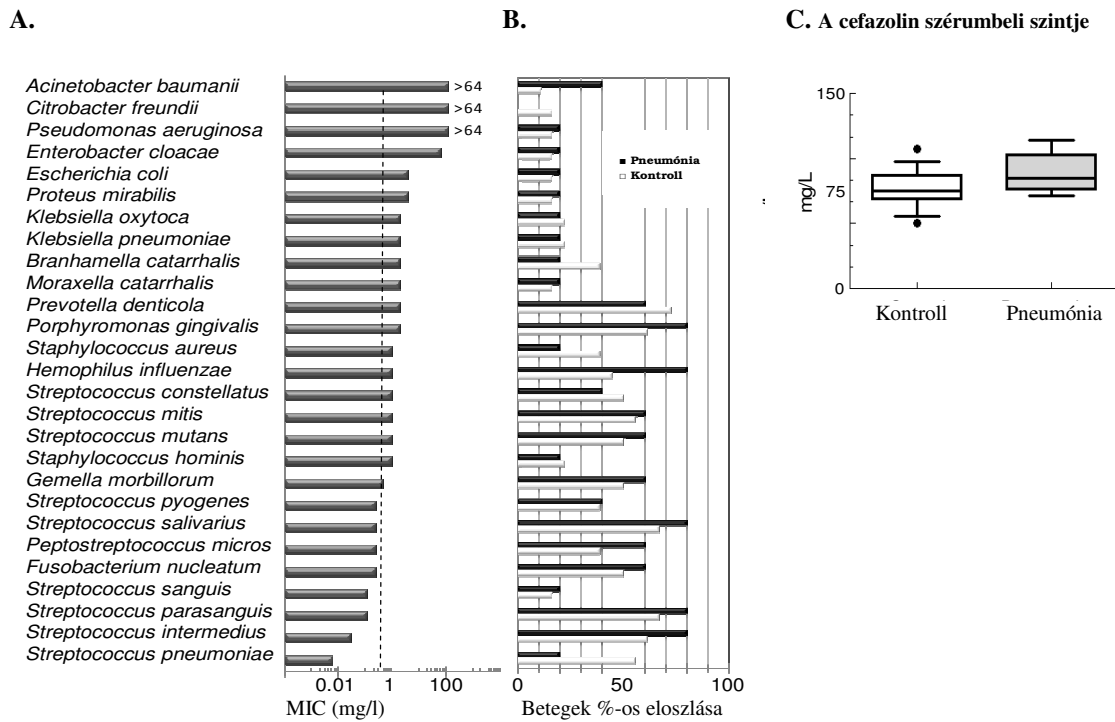 A.
B.
C. A cefazolin szérumbeli szintje
Acinetobacter baumanii
Citrobacter freundii
Pseudomonas aeruginosa
Enterobacter cloacae
Escherichia coli
Proteus mirabilis
Klebsiella oxytoca
Klebsiella pneumoniae
Branhamella catarrhalis
Moraxella catarrhalis
Prevotella denticola
Porphyromonas gingivalis
Staphylococcus aureus
Hemophilus influenzae
Streptococcus constellatus
Streptococcus mitis
Streptococcus mutans
Staphylococcus hominis
Gemella morbillorum
Streptococcus pyogenes
Streptococcus salivarius
Peptostreptococcus micros
Fusobacterium nucleatum
Streptococcus sanguis
Streptococcus parasanguis
Streptococcus intermedius
Streptococcus pneumoniae
>64
>64
>64
0.01 1 100
MIC (mg/l)
Pneumónia
Kontroll
0 50 100
Betegek %-os eloszlása
150
75
0
mg/L
Kontroll Pneumónia